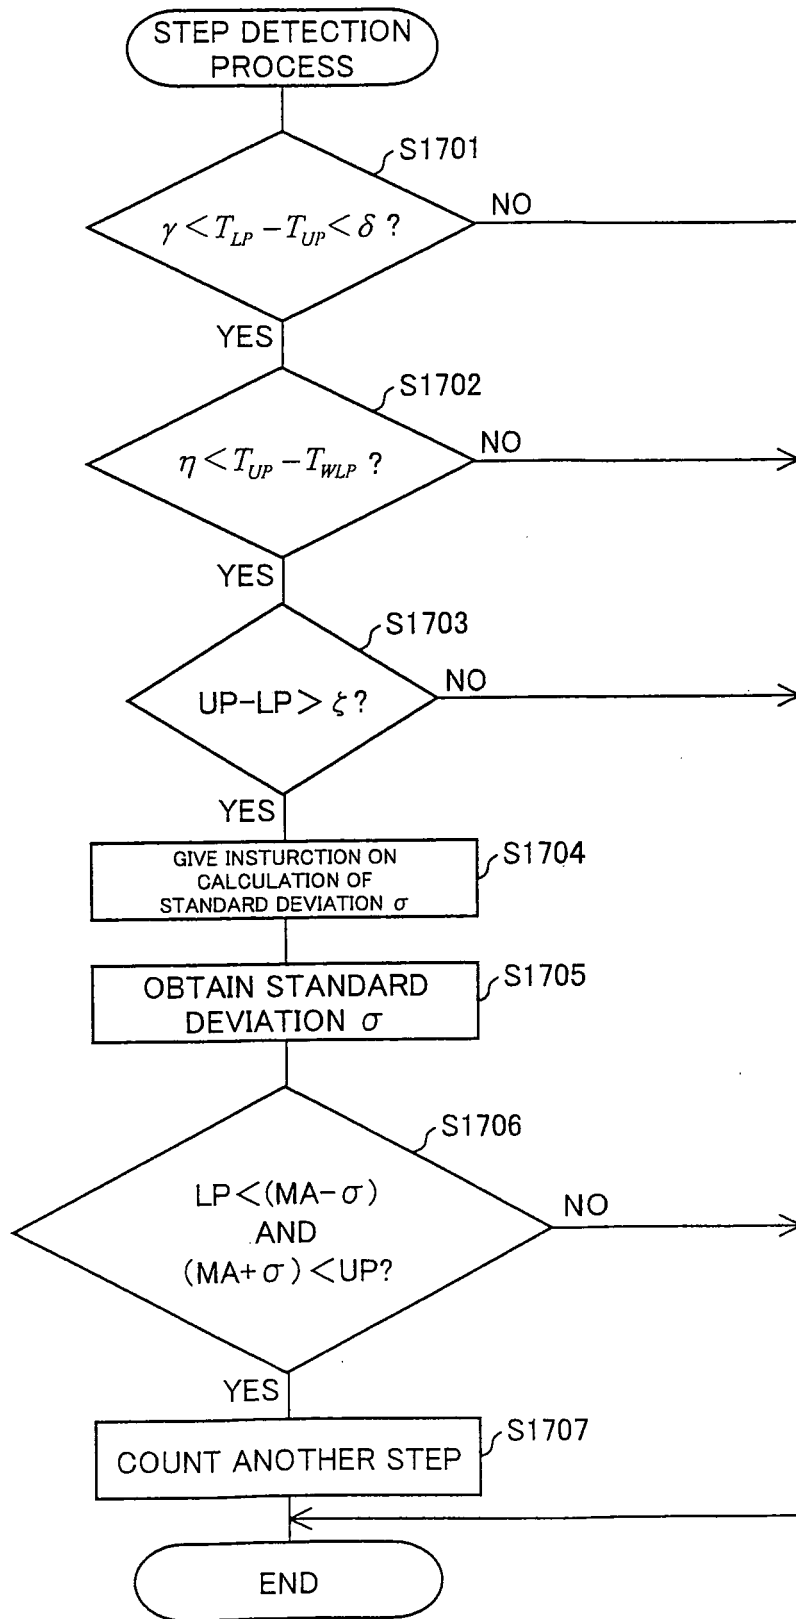 STEP DETECTION
PROCESS
S1701
γ < T_LP − T_UP < δ ?
NO
YES
S1702
η < T_UP − T_WLP ?
NO
YES
S1703
UP-LP > ζ?
NO
YES
S1704
GIVE INSTURCTION ON
CALCULATION OF
STANDARD DEVIATION σ
S1705
OBTAIN STANDARD
DEVIATION σ
S1706
LP<(MA-σ)
AND
(MA+σ)<UP?
NO
YES
S1707
COUNT ANOTHER STEP
END